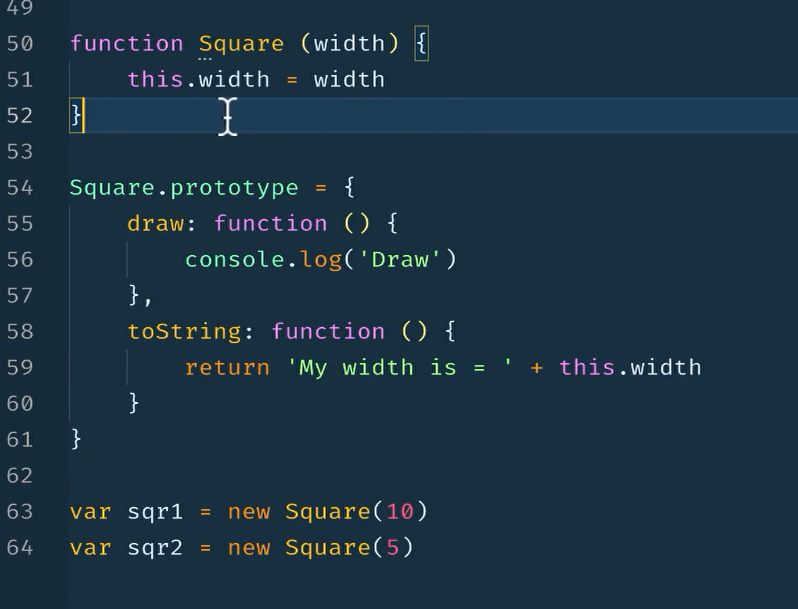 49
50 function Square (width) {
51     this.width = width
52 }
53
54 Square.prototype = {
55     draw: function () {
56         console.log('Draw')
57     },
58     toString: function () {
59         return 'My width is = ' + this.width
60     }
61 }
62
63 var sqr1 = new Square(10)
64 var sqr2 = new Square(5)